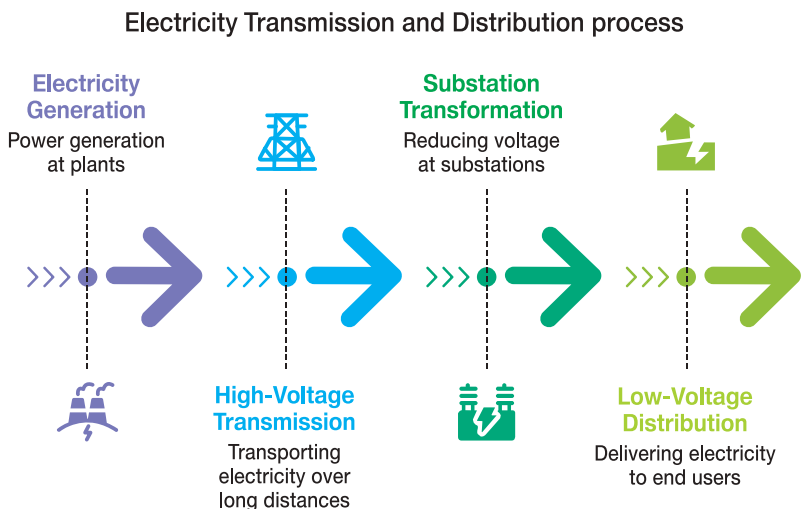 Electricity Transmission and Distribution process
Electricity
Generation
Power generation
at plants
High-Voltage
Transmission
Transporting
electricity over
long distances
Substation
Transformation
Reducing voltage
at substations
Low-Voltage
Distribution
Delivering electricity
to end users